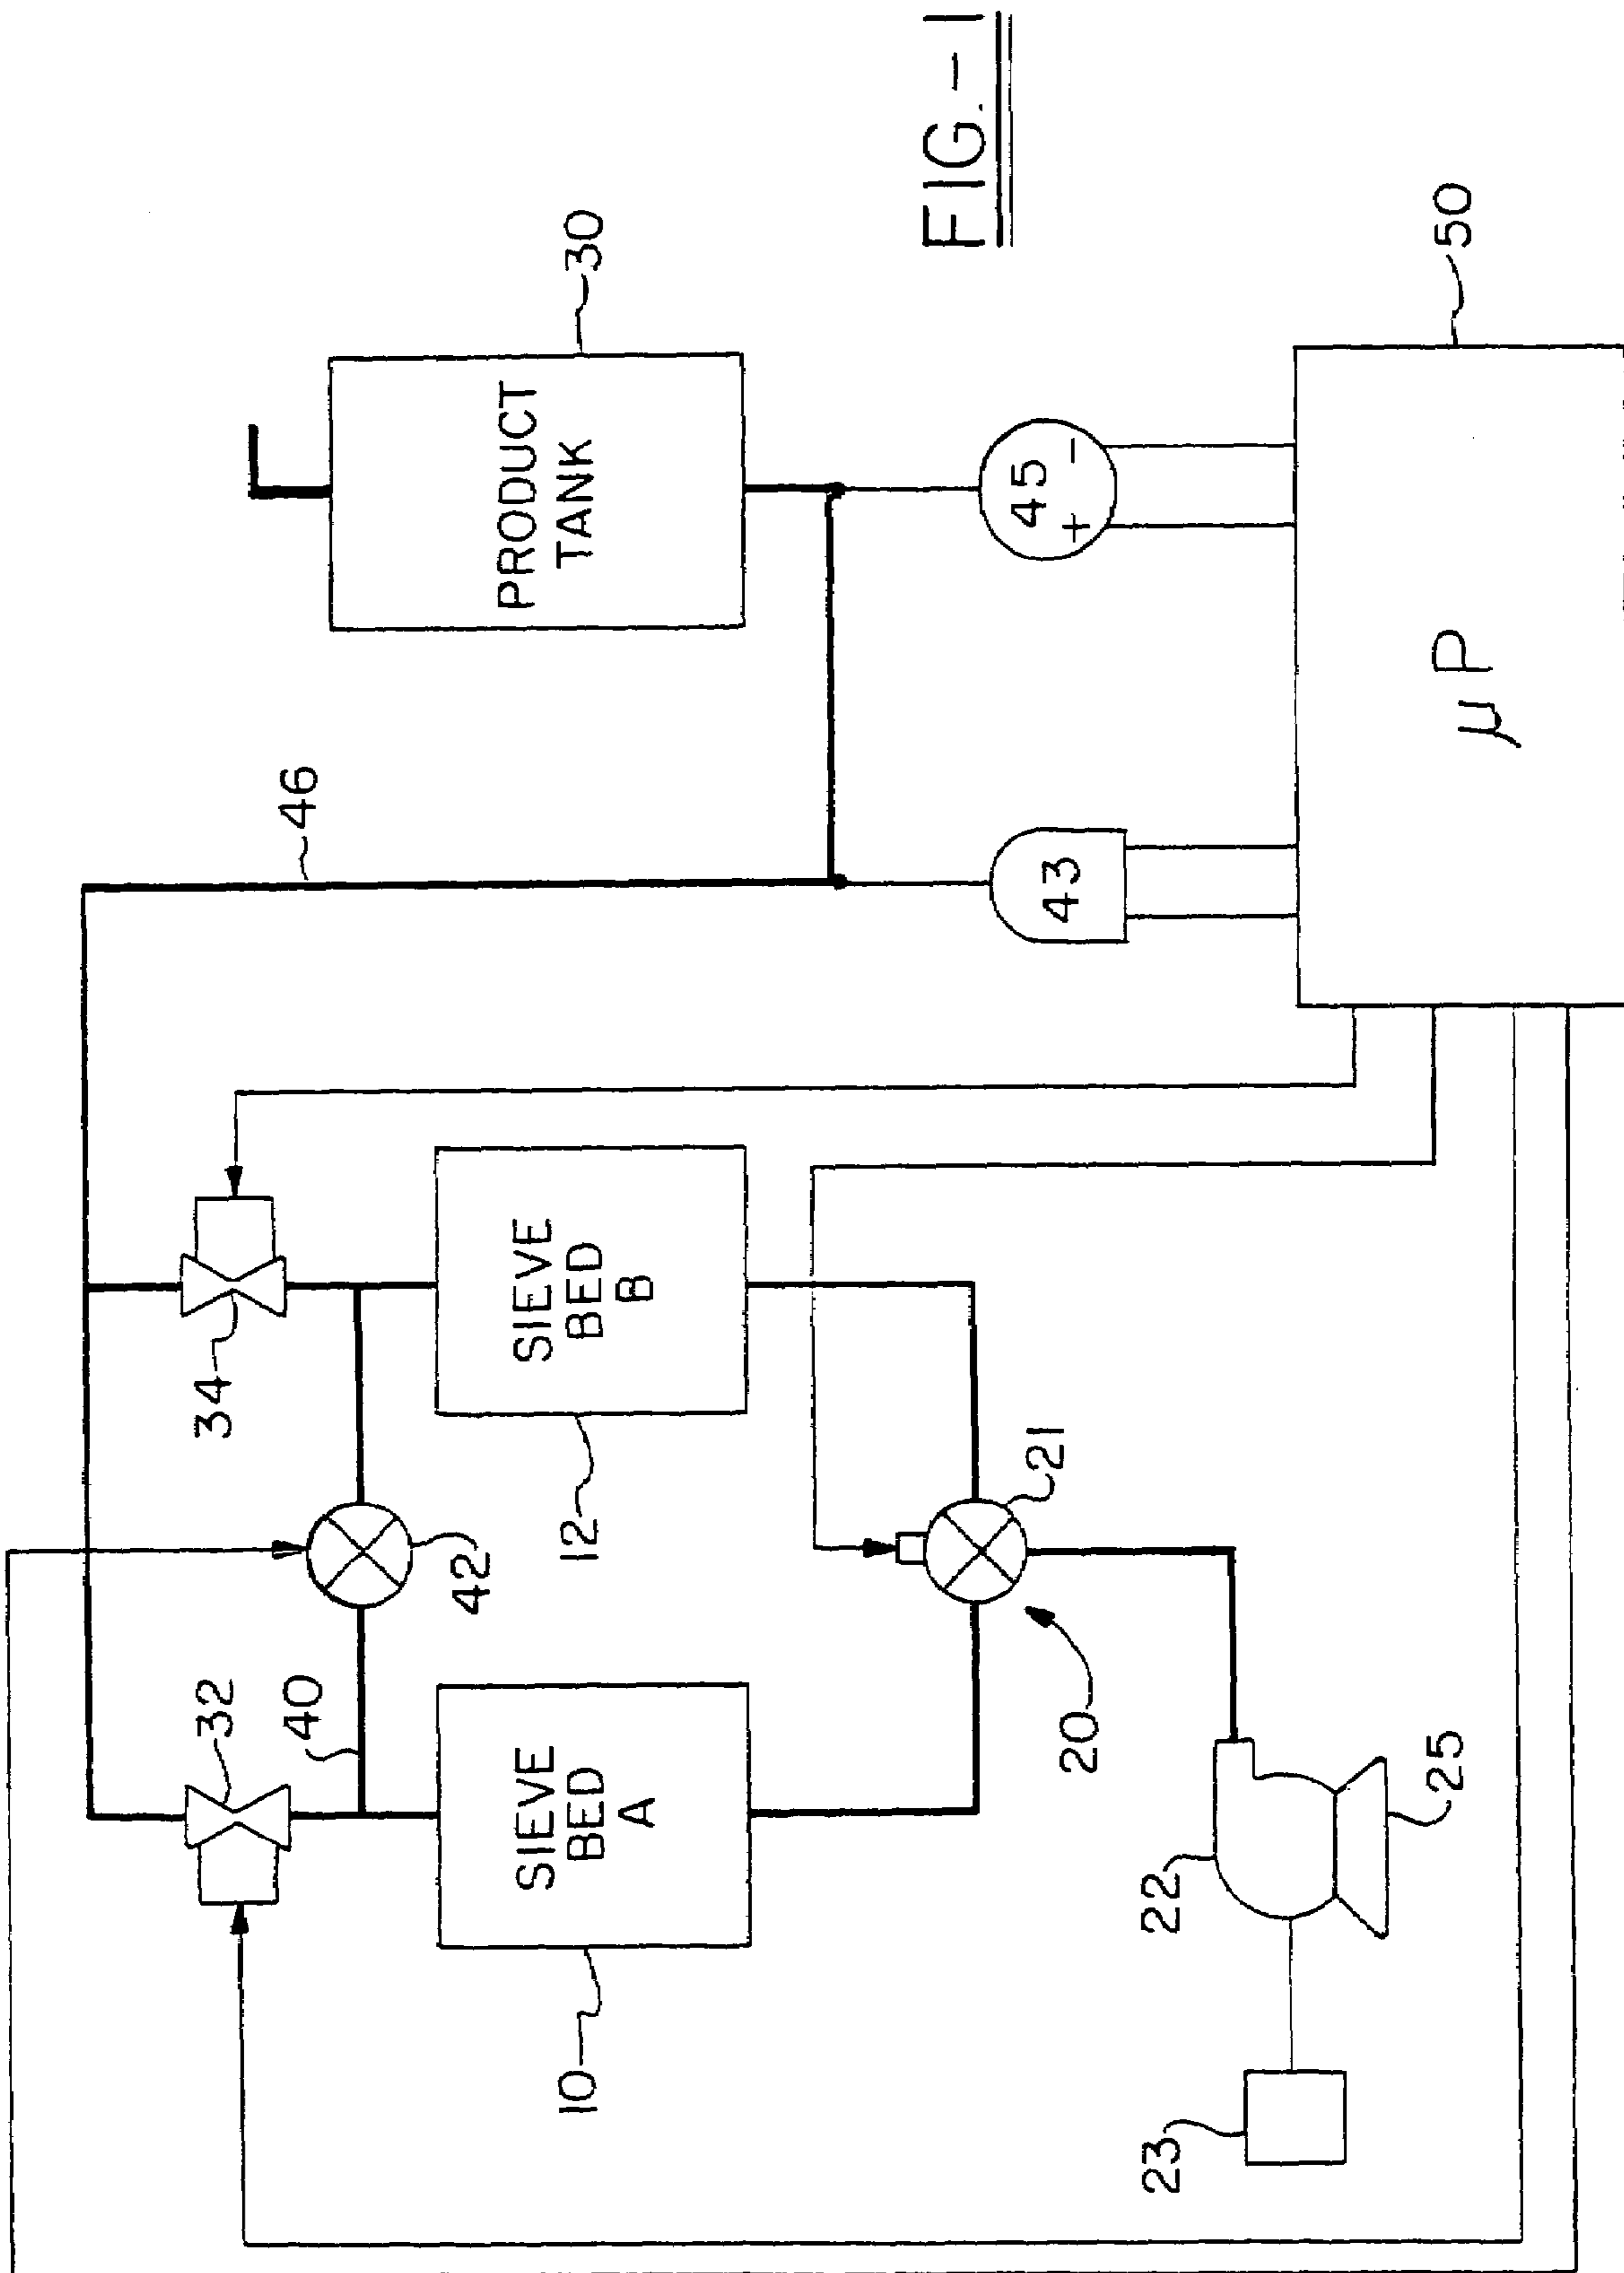 46
34
32
40
42
PRODUCT
TANK
30
SIEVE
BED
A
SIEVE
BED
B
10
12
21
20
43
45
+ -
FIG.-1
22
23
25
µP
50